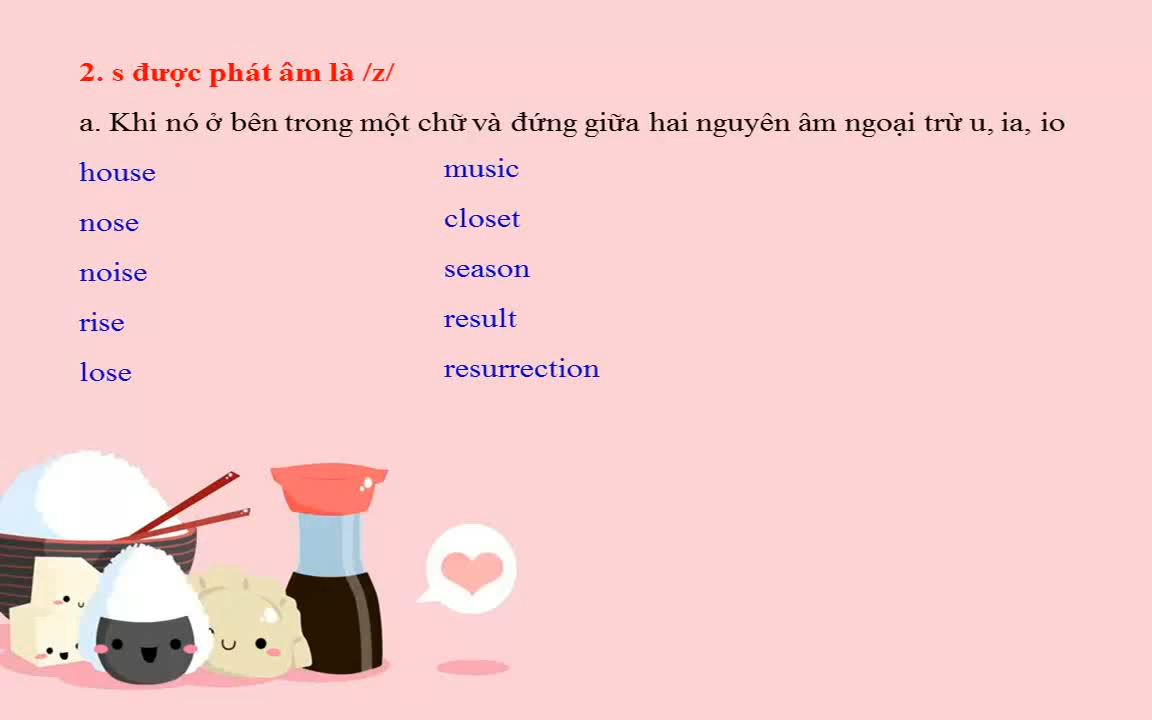 2. s được phát âm là /z/
a. Khi nó ở bên trong một chữ và đứng giữa hai nguyên âm ngoại trừ u, ia, io
house
nose
noise
rise
lose
music
closet
season
result
resurrection